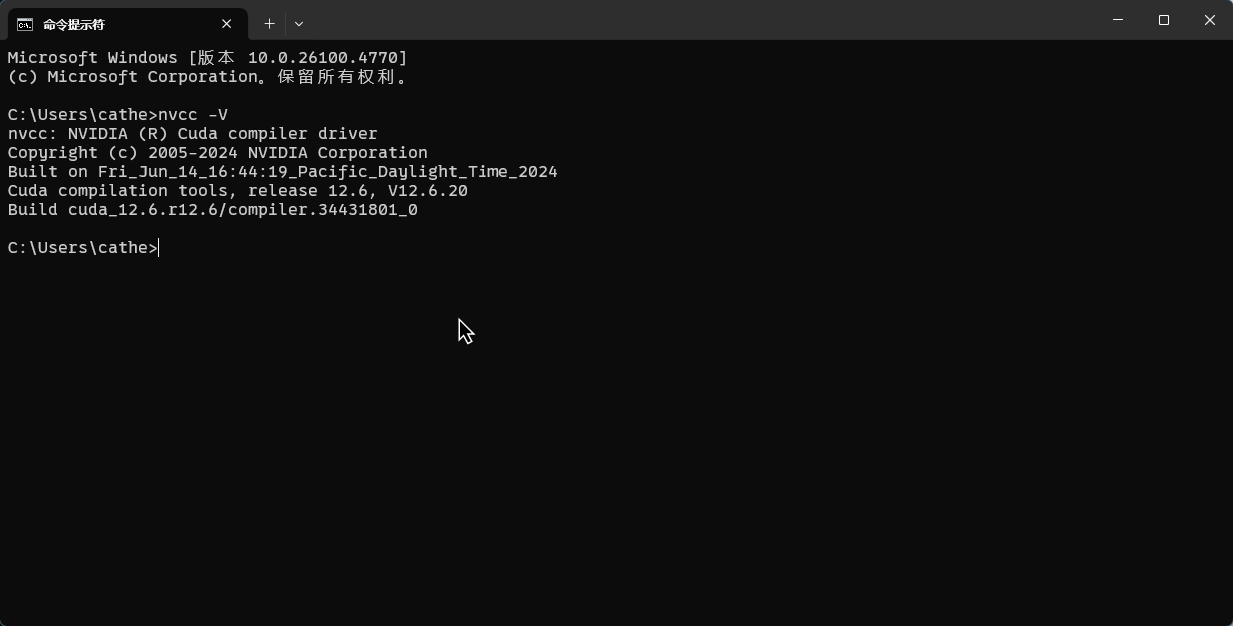 命令提示符
Microsoft Windows [版本 10.0.26100.4770]
(c) Microsoft Corporation。保留所有权利。
C:\Users\cathe>nvcc -V
nvcc: NVIDIA (R) Cuda compiler driver
Copyright (c) 2005-2024 NVIDIA Corporation
Built on Fri_Jun_14_16:44:19_Pacific_Daylight_Time_2024
Cuda compilation tools, release 12.6, V12.6.20
Build cuda_12.6.r12.6/compiler.34431801_0
C:\Users\cathe>